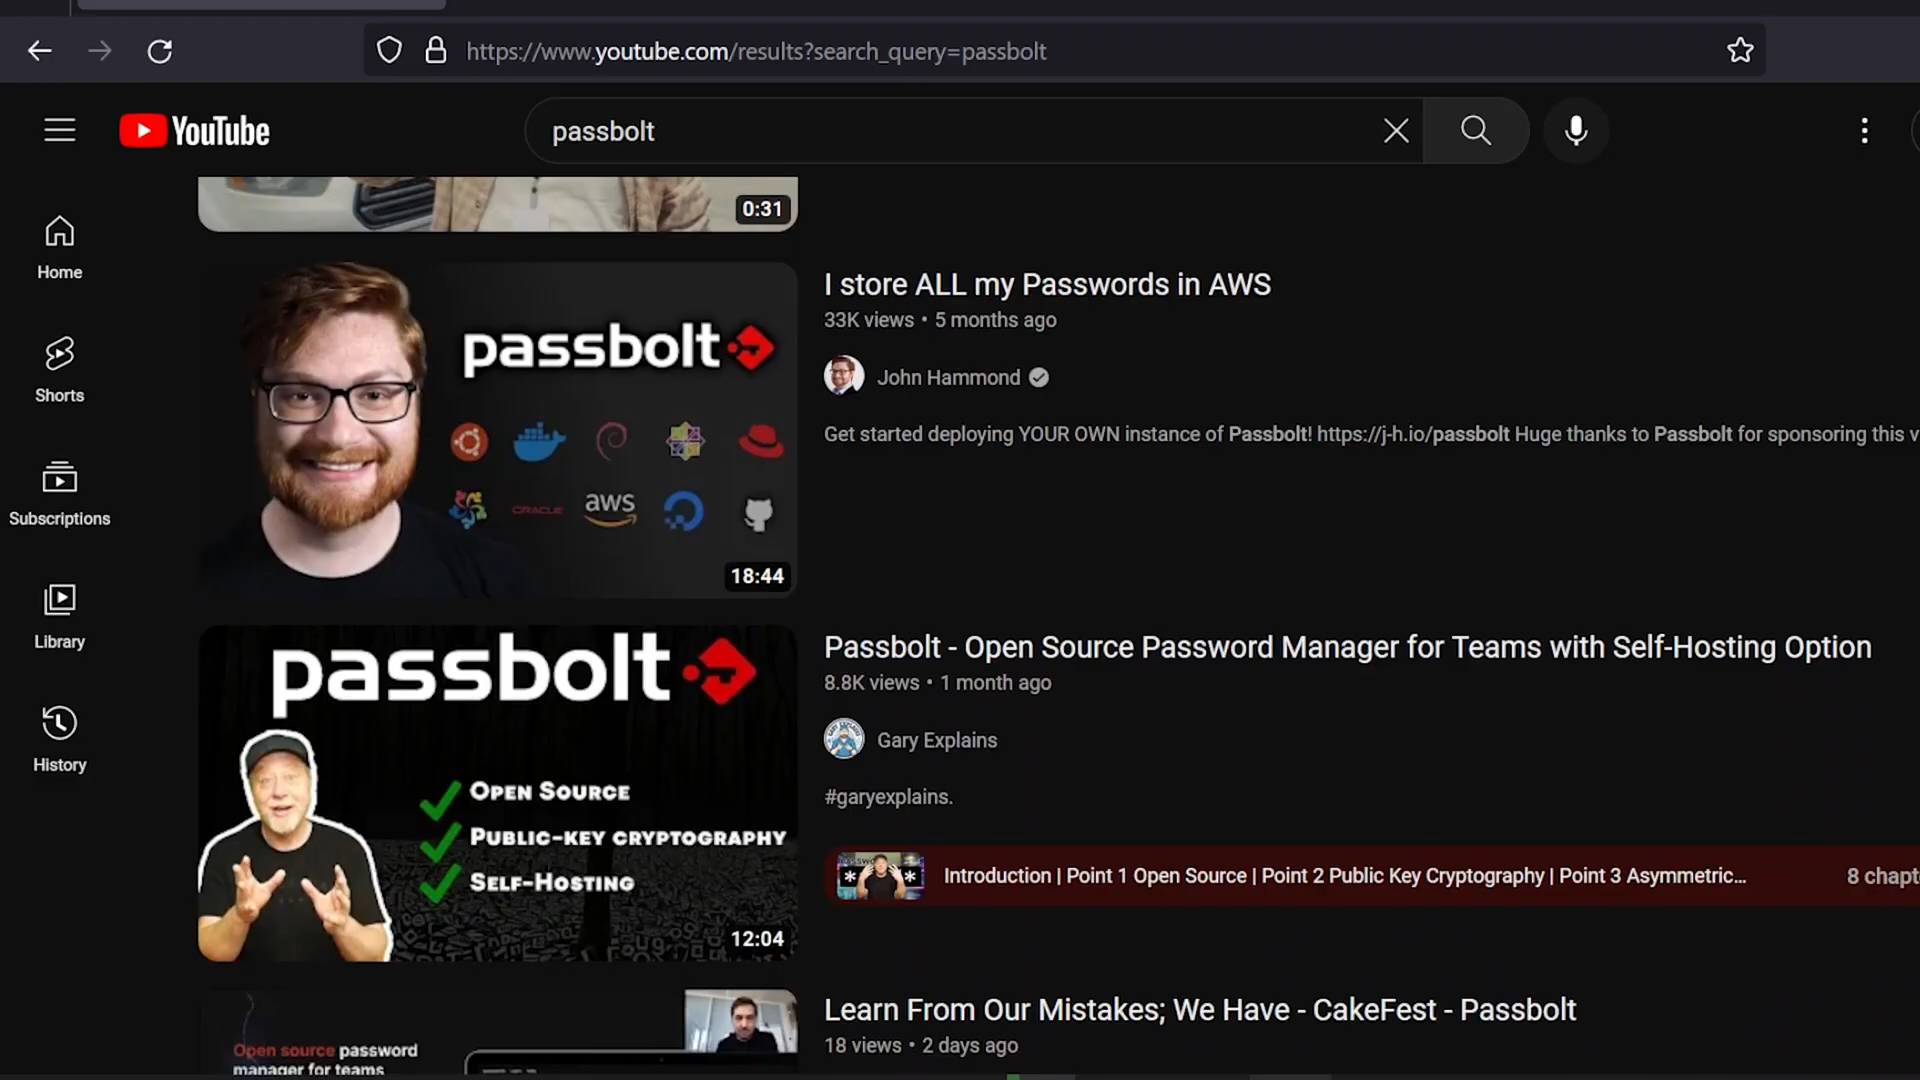 https://www.youtube.com/results?search_query=passbolt
YouTube
passbolt
0:31
Home
Shorts
Subscriptions
Library
History
passbolt
ORACLE
aws
18:44
I store ALL my Passwords in AWS
33K views • 5 months ago
John Hammond
Get started deploying YOUR OWN instance of Passbolt! https://j-h.io/passbolt Huge thanks to Passbolt for sponsoring this v
passbolt
OPEN SOURCE
PUBLIC-KEY CRYPTOGRAPHY
SELF-HOSTING
12:04
Passbolt - Open Source Password Manager for Teams with Self-Hosting Option
8.8K views • 1 month ago
Gary Explains
#garyexplains.
Introduction | Point 1 Open Source | Point 2 Public Key Cryptography | Point 3 Asymmetric...
8 chapt
Open source password
manager for teams
Learn From Our Mistakes; We Have - CakeFest - Passbolt
18 views • 2 days ago